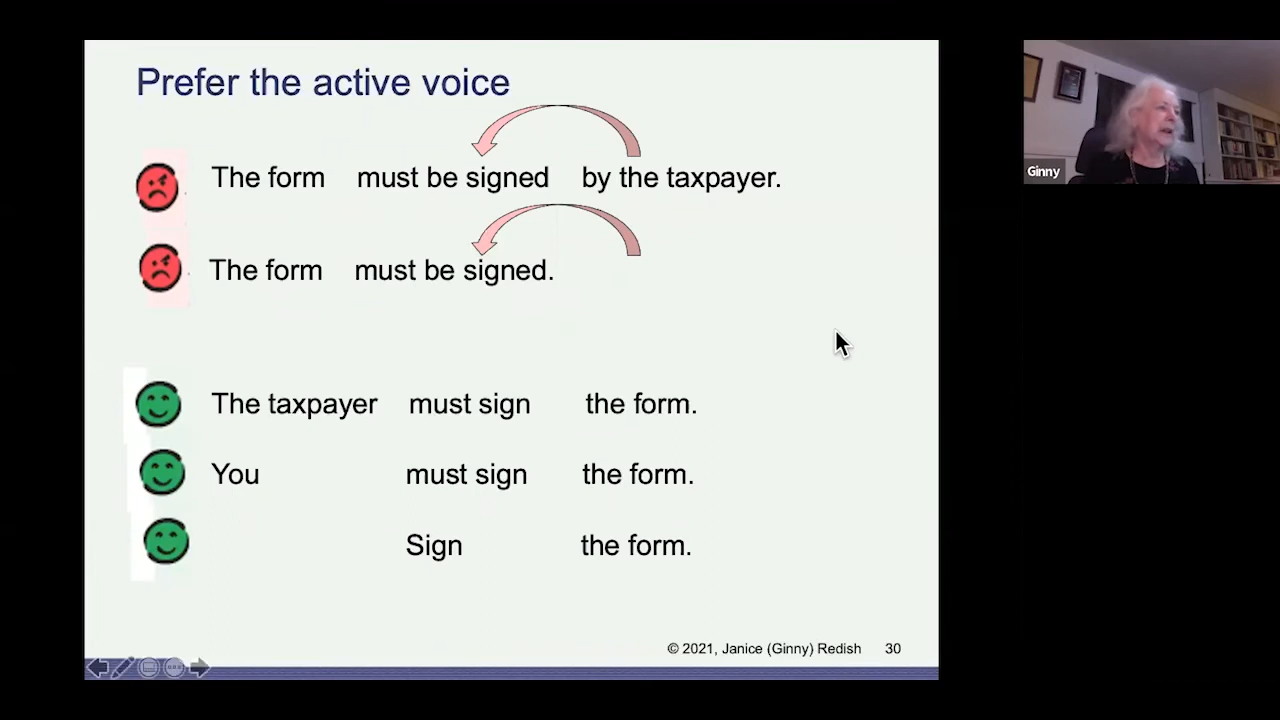 Prefer the active voice
The form must be signed by the taxpayer.
The form must be signed.
The taxpayer must sign the form.
You must sign the form.
Sign the form.
© 2021, Janice (Ginny) Redish 30
Ginny